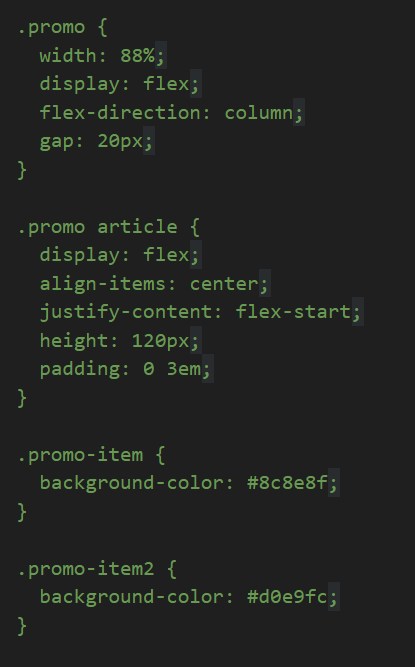 .promo {
  width: 88%;
  display: flex;
  flex-direction: column;
  gap: 20px;
}

.promo article {
  display: flex;
  align-items: center;
  justify-content: flex-start;
  height: 120px;
  padding: 0 3em;
}

.promo-item {
  background-color: #8c8e8f;
}

.promo-item2 {
  background-color: #d0e9fc;
}